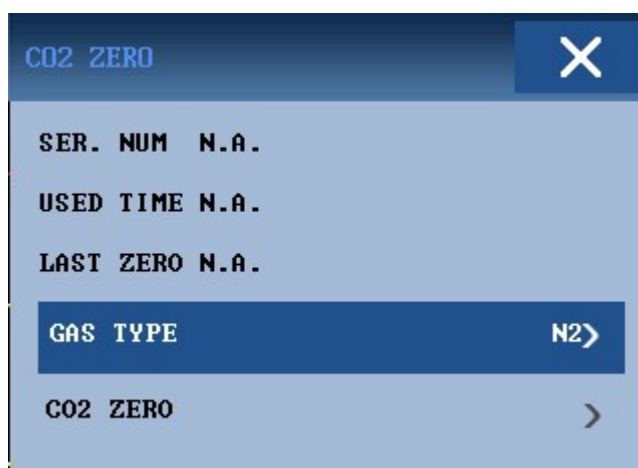 CO2 ZERO
SER. NUM N.A.
USED TIME N.A.
LAST ZERO N.A.
GAS TYPE N2
CO2 ZERO